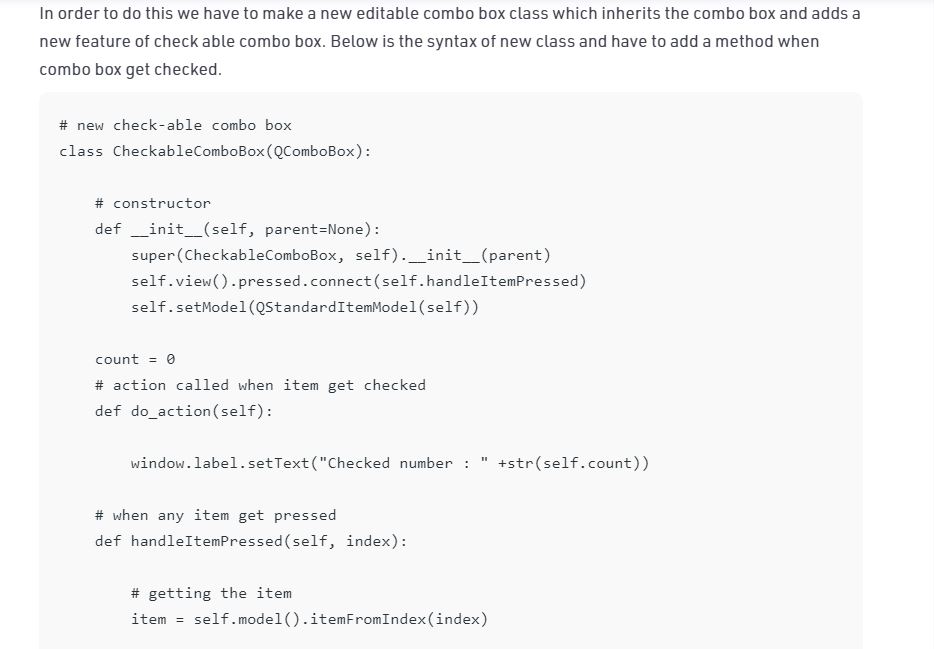 In order to do this we have to make a new editable combo box class which inherits the combo box and adds a
new feature of check able combo box. Below is the syntax of new class and have to add a method when
combo box get checked.
# new check-able combo box
class CheckableComboBox(QComboBox):
# constructor
def __init__(self, parent=None):
super(CheckableComboBox, self).__init__(parent)
self.view().pressed.connect(self.handleItemPressed)
self.setModel(QStandardItemModel(self))
count = 0
# action called when item get checked
def do_action(self):
window.label.setText("Checked number : " +str(self.count))
# when any item get pressed
def handleItemPressed(self, index):
# getting the item
item = self.model().itemFromIndex(index)